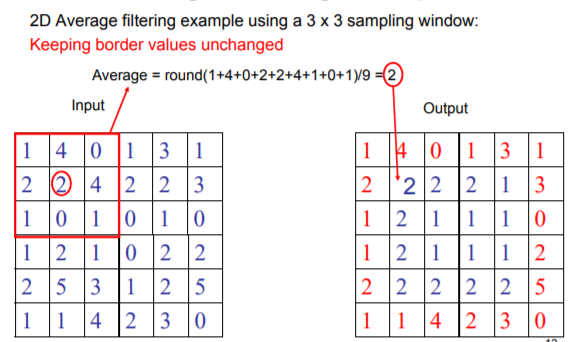 2D Average filtering example using a 3 x 3 sampling window:
Keeping border values unchanged
Average = round(1+4+0+2+2+4+1+0+1)/9 =2
Input
Output
1 4 0 1 3 1
2 2 4 2 2 3
1 0 1 0 1 0
1 2 1 0 2 2
2 5 3 1 2 5
1 1 4 2 3 0
1 4 0 1 3 1
2 2 2 2 1 3
1 2 1 1 1 0
1 2 1 1 1 2
2 2 2 2 2 5
1 1 4 2 3 0